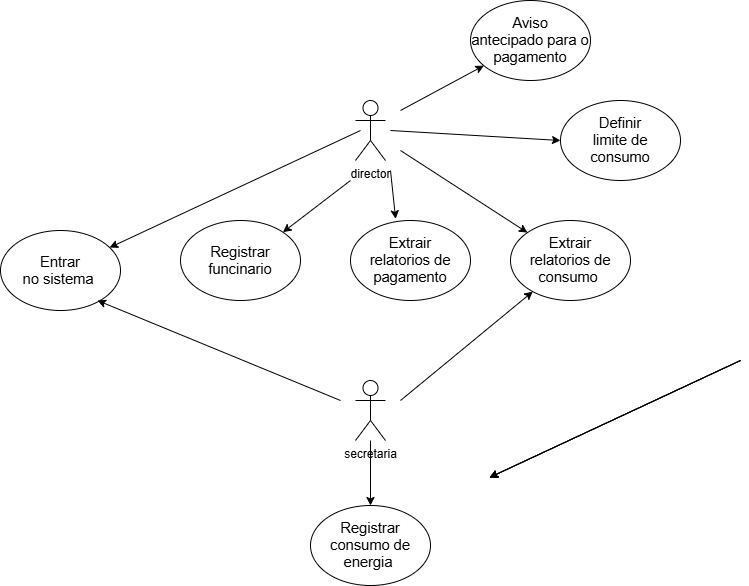 Aviso
antecipado para o
pagamento
Definir
limite de
consumo
director
Entrar
no sistema
Registrar
funcinario
Extrair
relatorios de
pagamento
Extrair
relatorios de
consumo
secretaria
Registrar
consumo de
energia